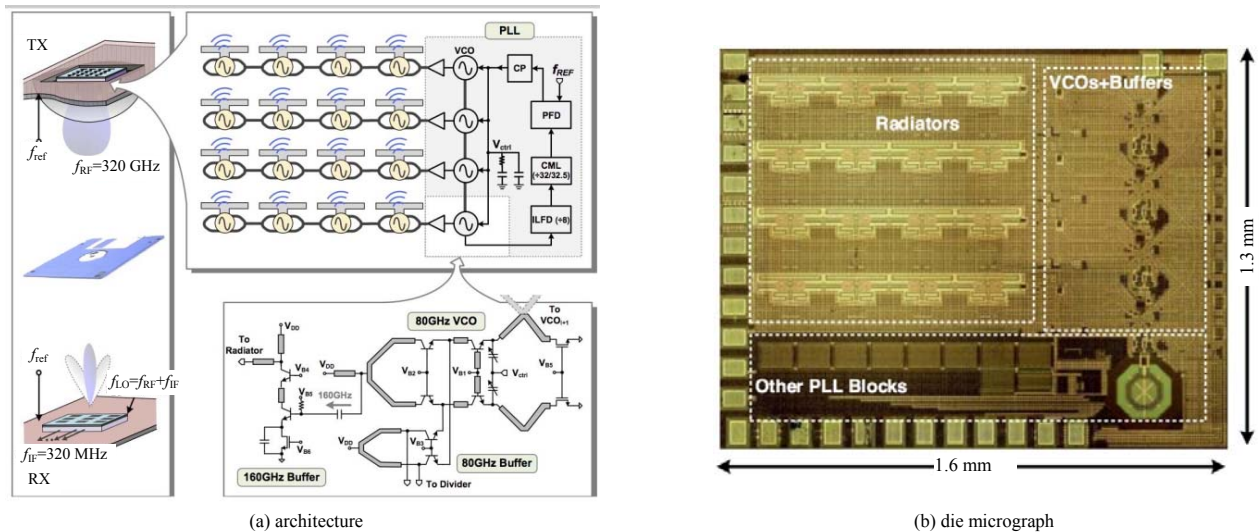 TX
f_ref
f_RF=320 GHz
f_ref
f_LO=f_RF+f_IF
f_IF=320 MHz
RX
PLL
VCO
CP
f_REF
PFD
V_ctrl
CML
(÷32/32.5)
ILFD (÷8)
80GHz VCO
To
VCO_i+1
V_DD
To
Radiator
V_B4
V_DD
V_B5
160GHz
V_B2
V_B1
V_ctrl
V_B5
V_B3
V_DD
V_B6
80GHz Buffer
160GHz Buffer
To Divider
(a) architecture
VCOs+Buffers
Radiators
Other PLL Blocks
1.3 mm
1.6 mm
(b) die micrograph